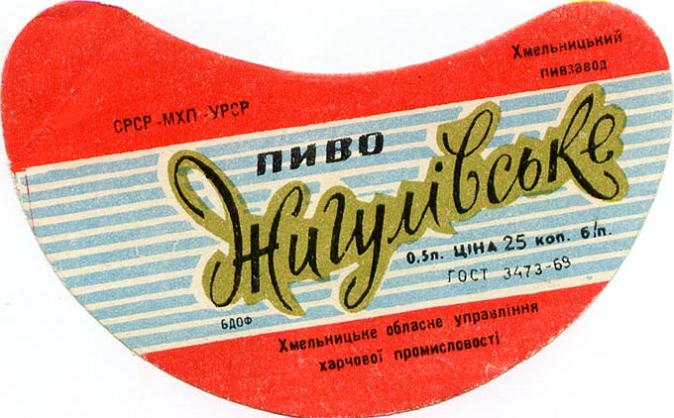 Хмельницький
пивзавод
СРСР-МХП-УРСР
ПИВО
Жигулівське
0.5л. ЦІНА 25 коп. б/п.
ГОСТ 3473-69
БДОФ
Хмельницьке обласне управління
харчової промисловості